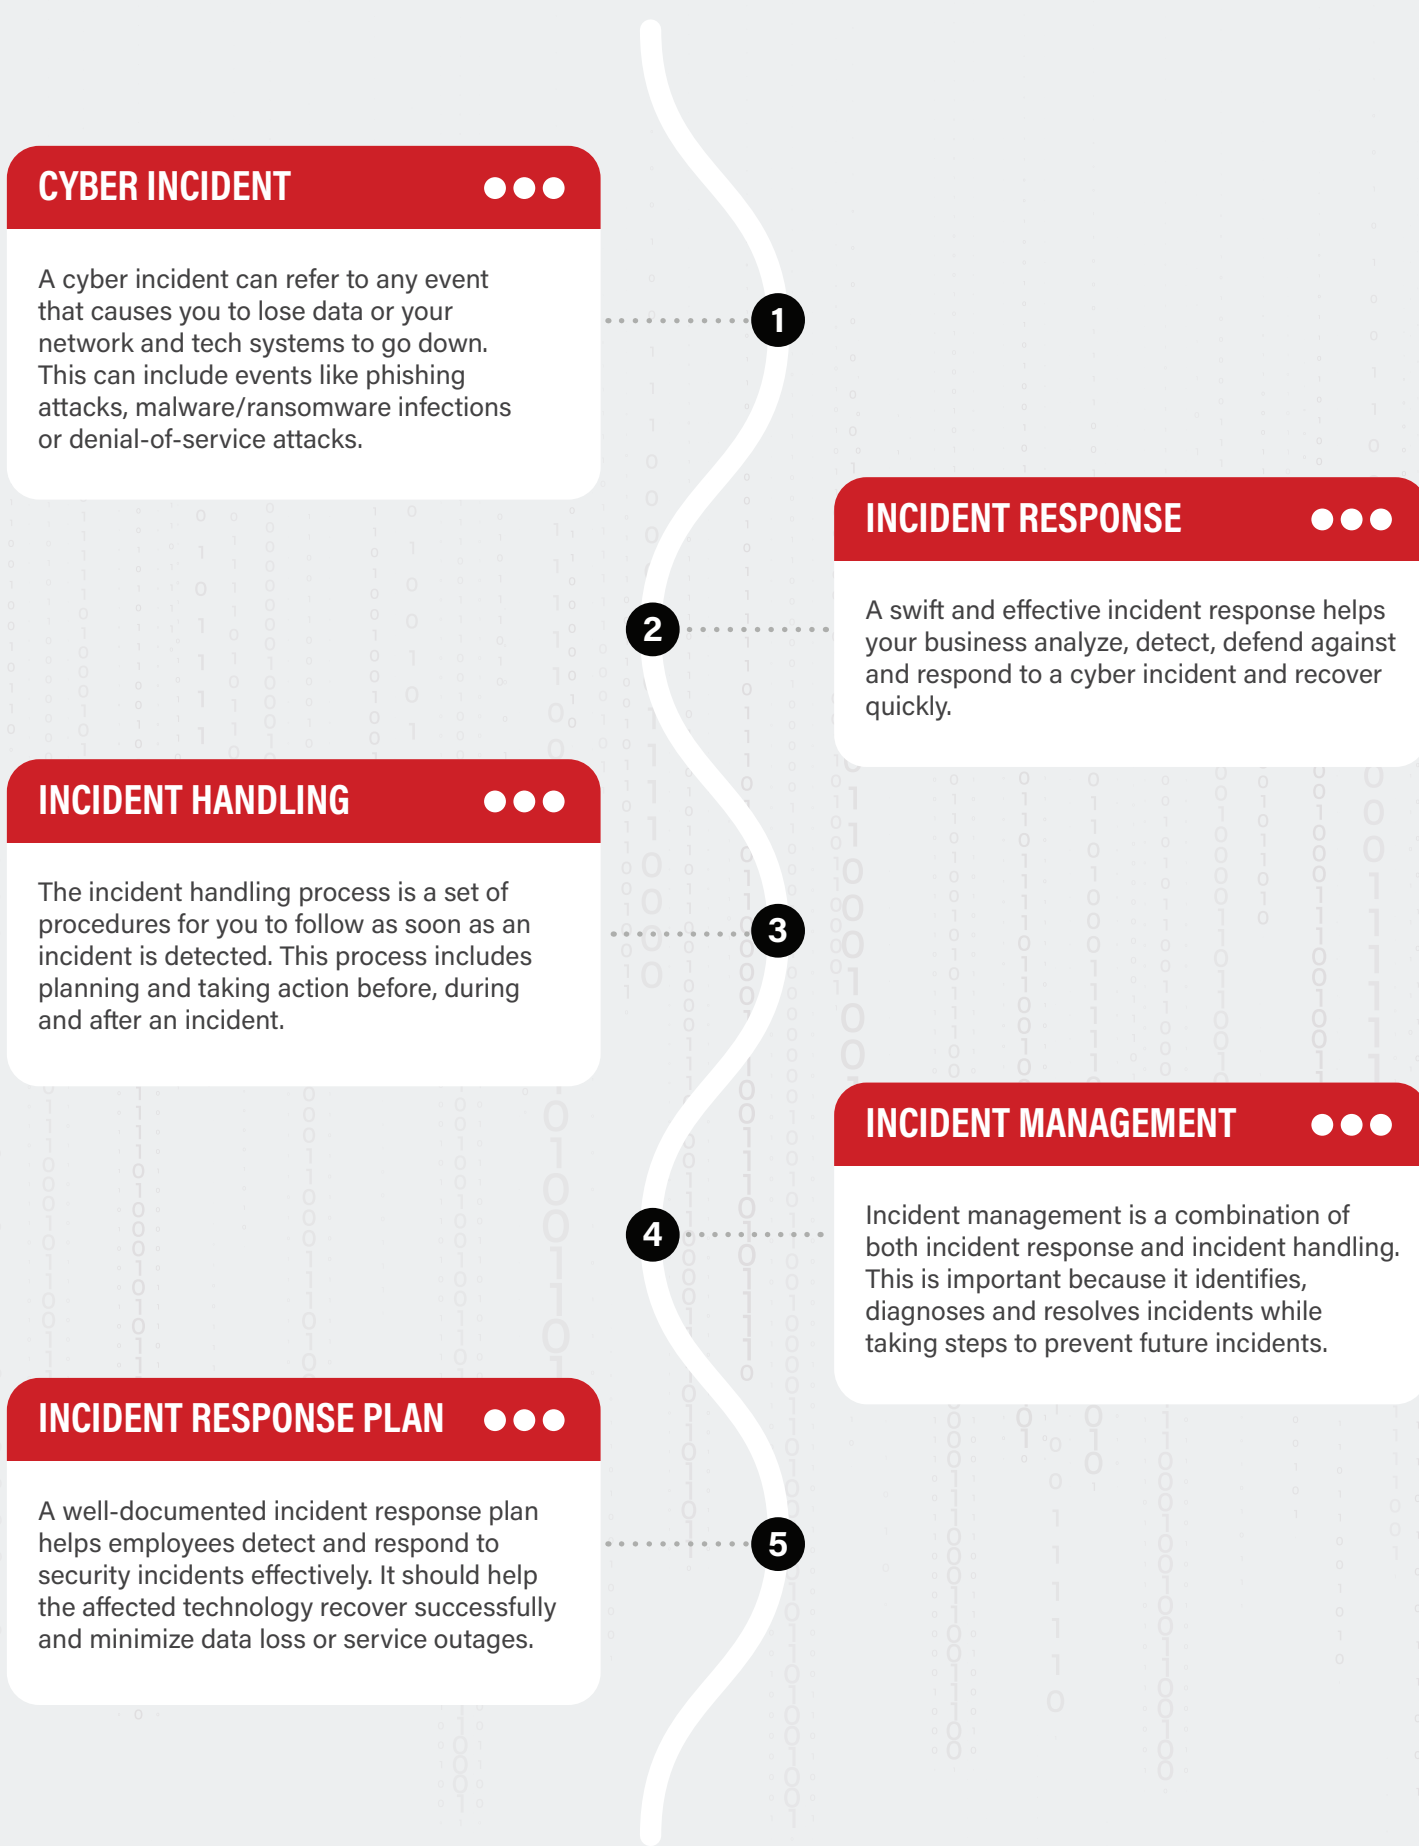 CYBER INCIDENT
A cyber incident can refer to any event
that causes you to lose data or your
network and tech systems to go down.
This can include events like phishing
attacks, malware/ransomware infections
or denial-of-service attacks.
1
INCIDENT RESPONSE
A swift and effective incident response helps
your business analyze, detect, defend against
and respond to a cyber incident and recover
quickly.
2
INCIDENT HANDLING
The incident handling process is a set of
procedures for you to follow as soon as an
incident is detected. This process includes
planning and taking action before, during
and after an incident.
3
INCIDENT MANAGEMENT
Incident management is a combination of
both incident response and incident handling.
This is important because it identifies,
diagnoses and resolves incidents while
taking steps to prevent future incidents.
4
INCIDENT RESPONSE PLAN
A well-documented incident response plan
helps employees detect and respond to
security incidents effectively. It should help
the affected technology recover successfully
and minimize data loss or service outages.
5